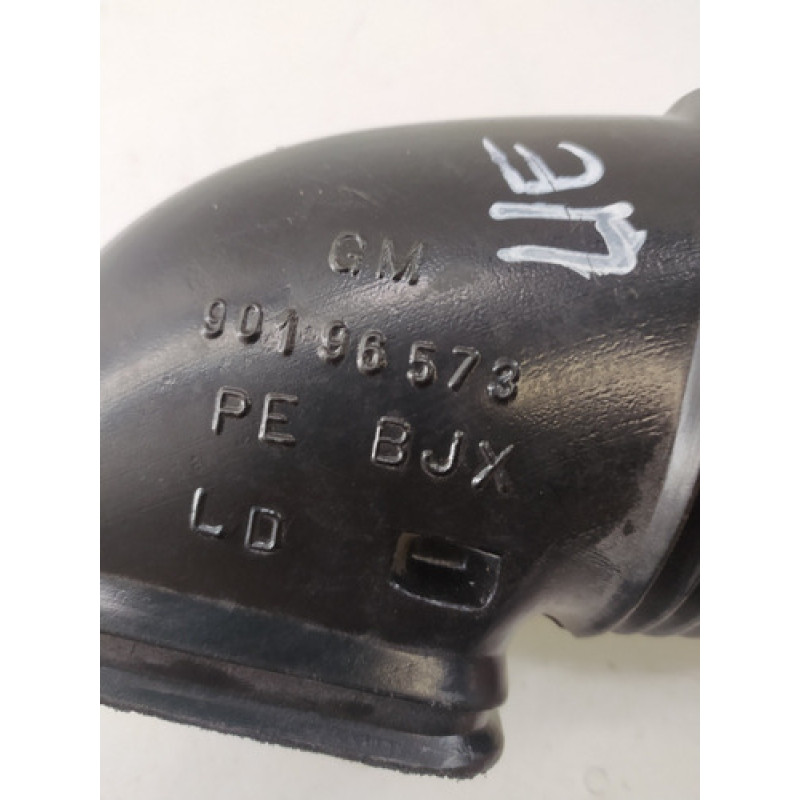 GM
90196573
PE BJX
LD